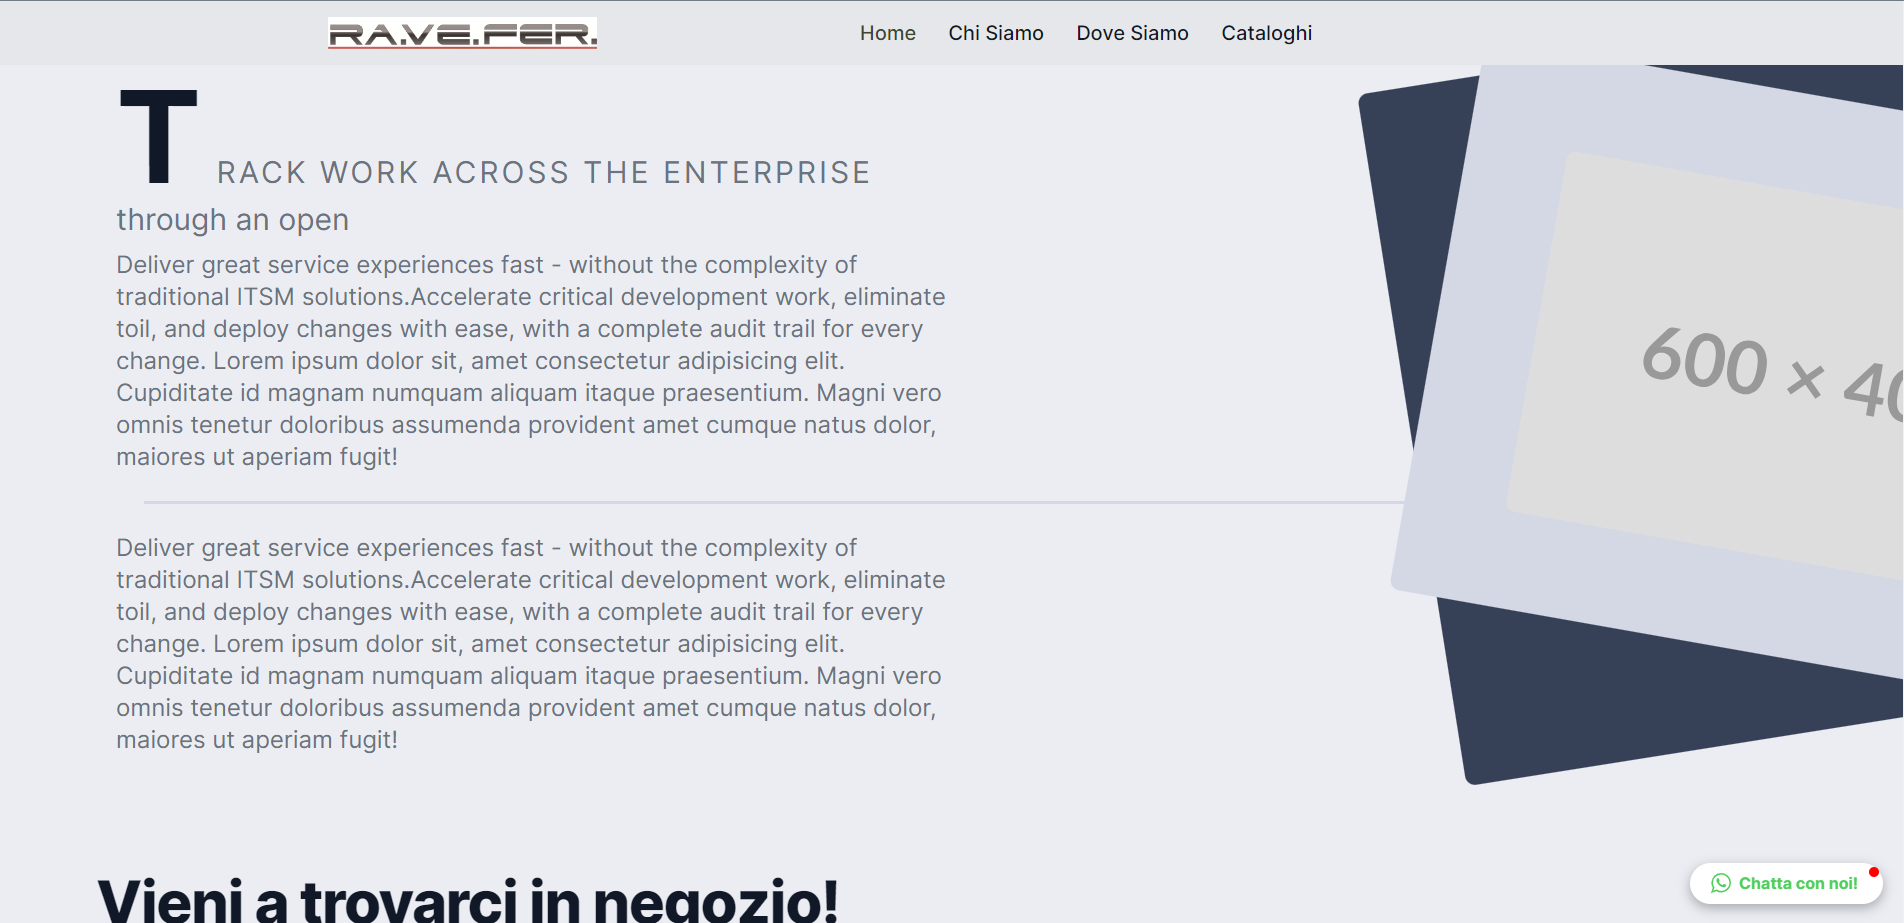 RA.VE.FER.
Home Chi Siamo Dove Siamo Cataloghi
T RACK WORK ACROSS THE ENTERPRISE
through an open
Deliver great service experiences fast - without the complexity of
traditional ITSM solutions.Accelerate critical development work, eliminate
toil, and deploy changes with ease, with a complete audit trail for every
change. Lorem ipsum dolor sit, amet consectetur adipisicing elit.
Cupiditate id magnam numquam aliquam itaque praesentium. Magni vero
omnis tenetur doloribus assumenda provident amet cumque natus dolor,
maiores ut aperiam fugit!
600 × 40
Deliver great service experiences fast - without the complexity of
traditional ITSM solutions.Accelerate critical development work, eliminate
toil, and deploy changes with ease, with a complete audit trail for every
change. Lorem ipsum dolor sit, amet consectetur adipisicing elit.
Cupiditate id magnam numquam aliquam itaque praesentium. Magni vero
omnis tenetur doloribus assumenda provident amet cumque natus dolor,
maiores ut aperiam fugit!
Vieni a trovarci in negozio!
Chatta con noi!